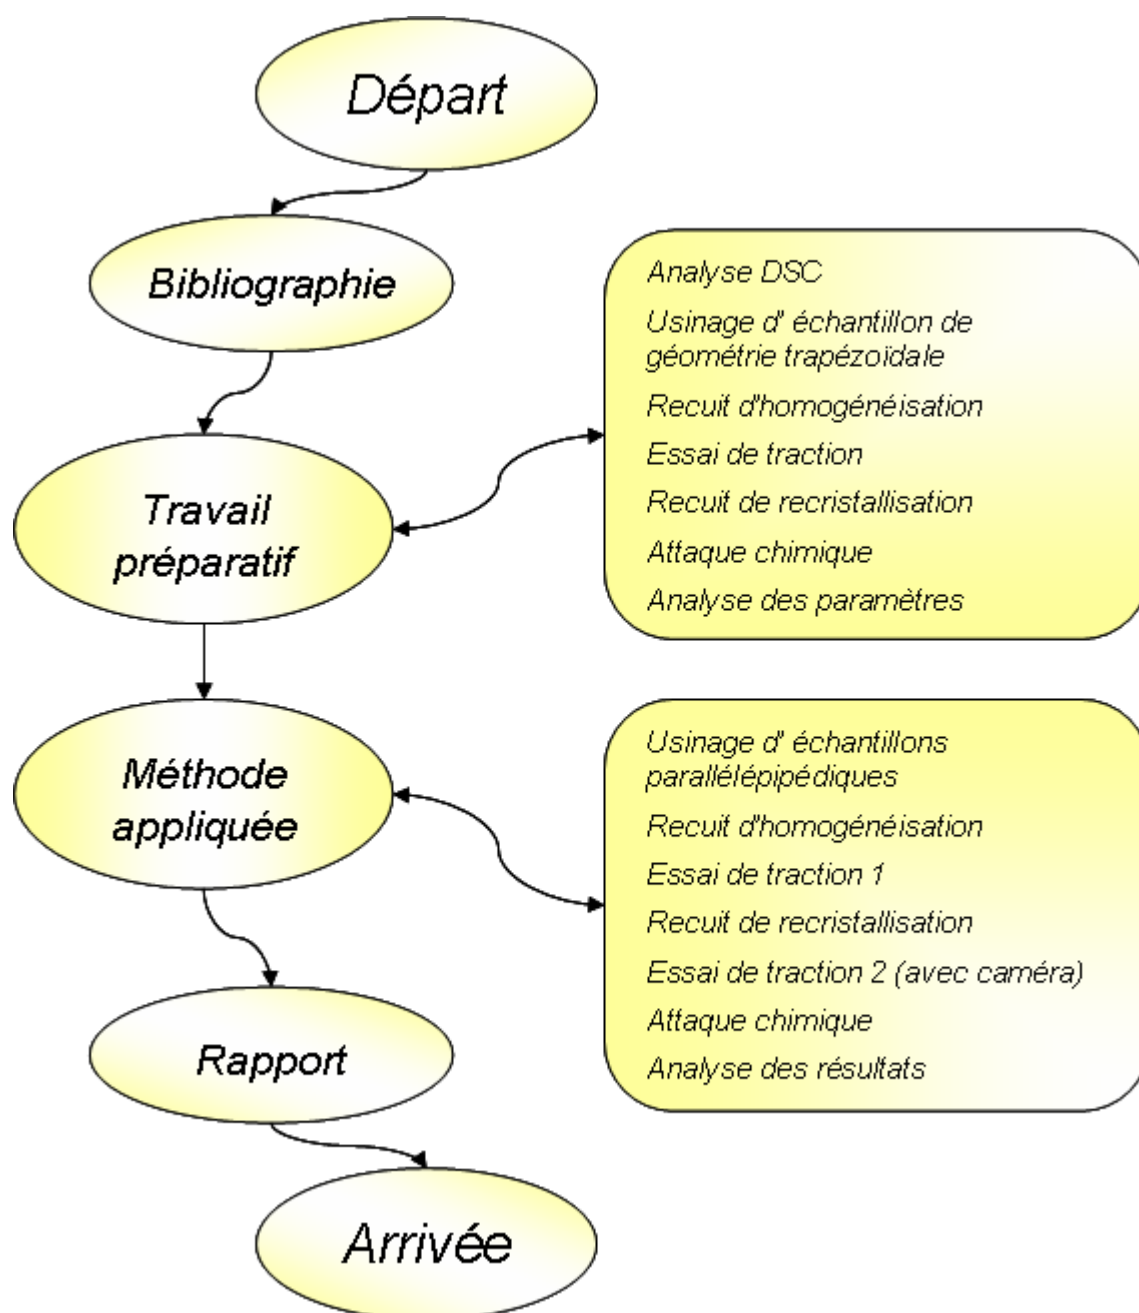 Départ
Bibliographie
Travail
préparatif
Analyse DSC
Usinage d' échantillon de
géométrie trapézoïdale
Recuit d'homogénéisation
Essai de traction
Recuit de recristallisation
Attaque chimique
Analyse des paramètres
Méthode
appliquée
Usinage d' échantillons
parallélépipédiques
Recuit d'homogénéisation
Essai de traction 1
Recuit de recristallisation
Essai de traction 2 (avec caméra)
Attaque chimique
Analyse des résultats
Rapport
Arrivée